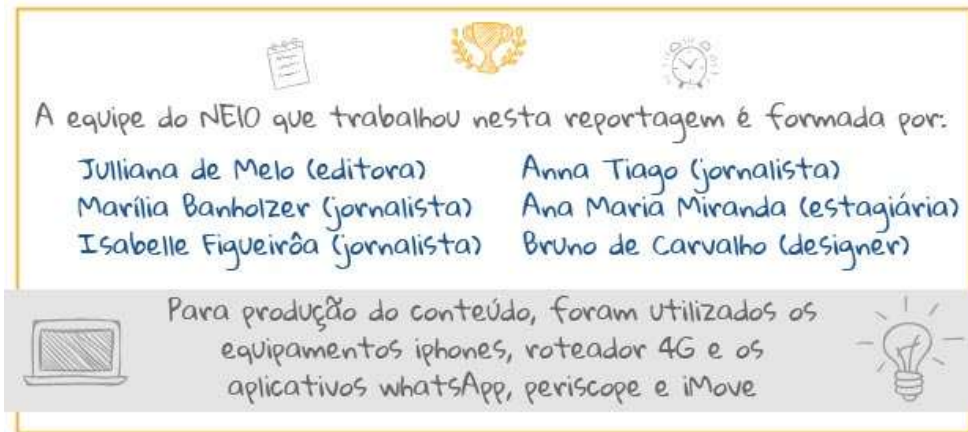 A equipe do NE10 que trabalhou nesta reportagem é formada por:
Julliana de Melo (editora)
Marília Banholzer (jornalista)
Isabelle Figueirôa (jornalista)
Anna Tiago (jornalista)
Ana Maria Miranda (estagiária)
Bruno de Carvalho (designer)
Para produção do conteúdo, foram utilizados os
equipamentos iphones, roteador 4G e os
aplicativos whatsApp, periscope e iMove